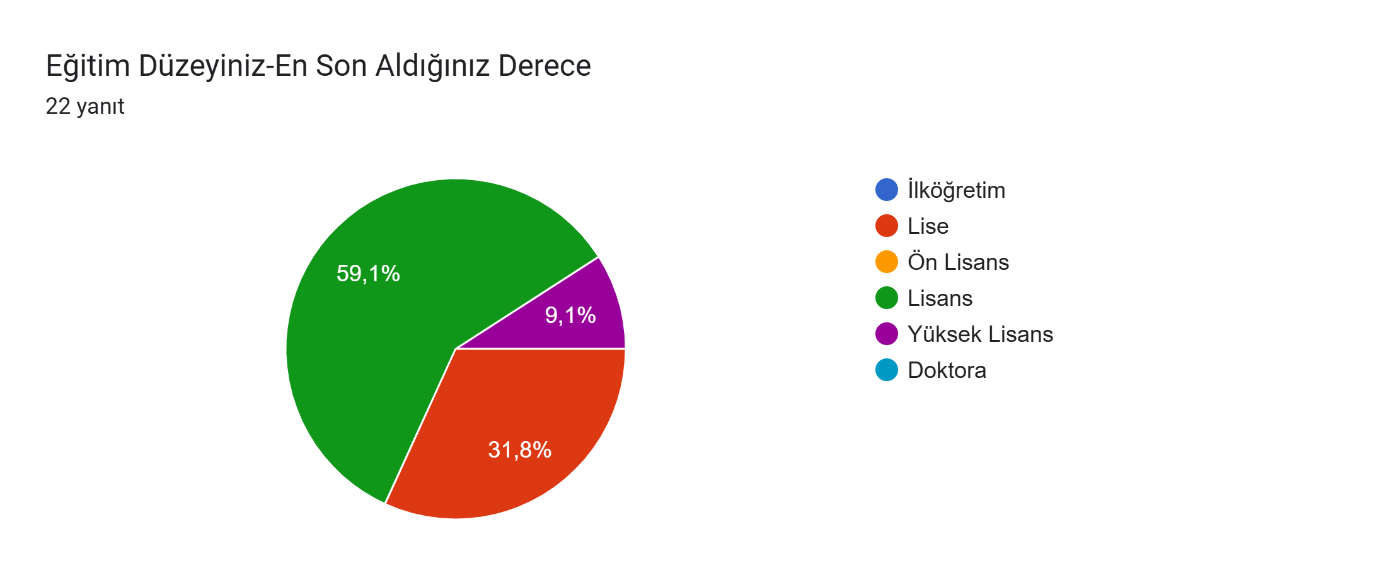 Eğitim Düzeyiniz-En Son Aldığınız Derece
22 yanıt
59,1%
9,1%
31,8%
İlköğretim
Lise
Ön Lisans
Lisans
Yüksek Lisans
Doktora